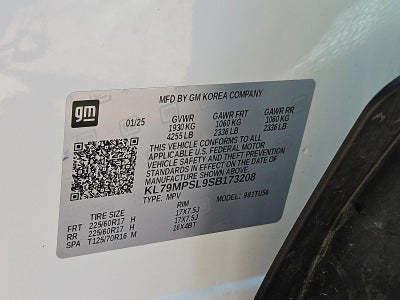 gm
MFD BY GM KOREA COMPANY
01/25 GVWR GAWR FRT GAWR RR
1930 KG 1060 KG 1060 KG
4255 LB 2336 LB 2336 LB
THIS VEHICLE CONFORMS TO ALL
APPLICABLE U.S. FEDERAL MOTOR
VEHICLE SAFETY AND THEFT
PREVENTION STANDARDS IN EFFECT
ON THE DATE OF MANUFACTURE
SHOWN ABOVE.
KL79MPSL9SB173208
TYPE: MPV MODEL: 981TU56
TIRE SIZE RIM
FRT 225/60R17 H 17X7.5J
RR 225/60R17 H 17X7.5J
SPA T125/70R16 M 16X4BT